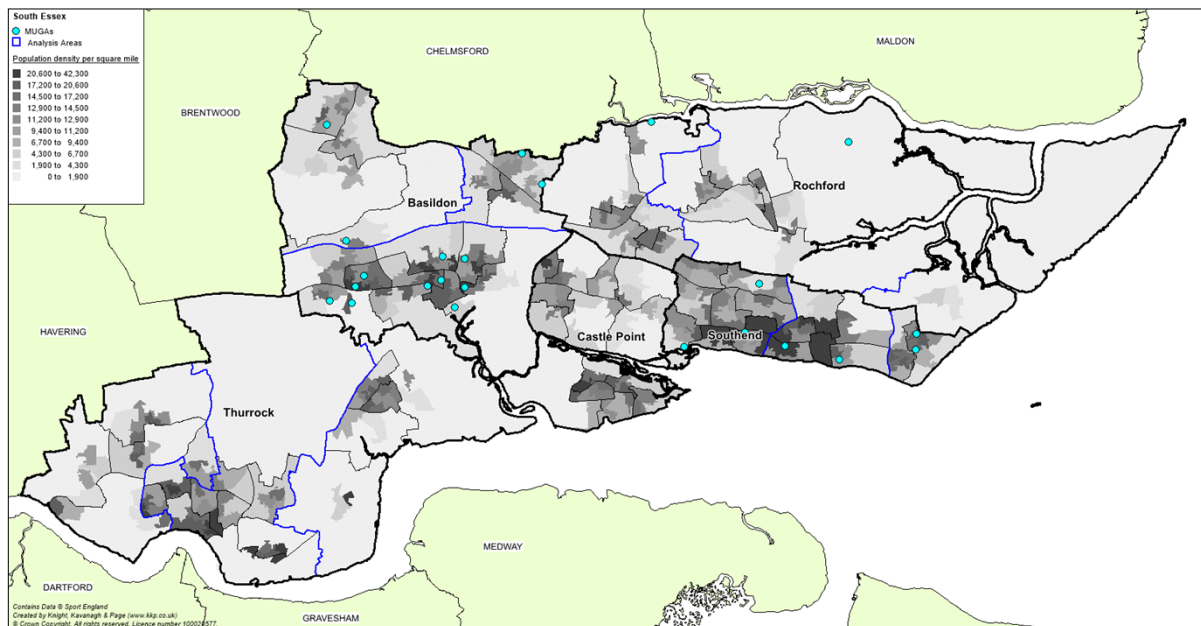 South Essex
MUGAs
Analysis Areas
Population density per square mile
20,600 to 42,300
17,200 to 20,600
14,500 to 17,200
12,900 to 14,500
11,200 to 12,900
9,400 to 11,200
6,700 to 9,400
4,300 to 6,700
1,900 to 4,300
0 to 1,900
MALDON
CHELMSFORD
BRENTWOOD
Rochford
Basildon
HAVERING
Castle Point
Southend
Thurrock
MEDWAY
DARTFORD
GRAVESHAM
Contains Data © Sport England
Created by Knight, Kavanagh & Page (www.kkp.co.uk)
© Crown Copyright. All rights reserved. Licence number 100020577.